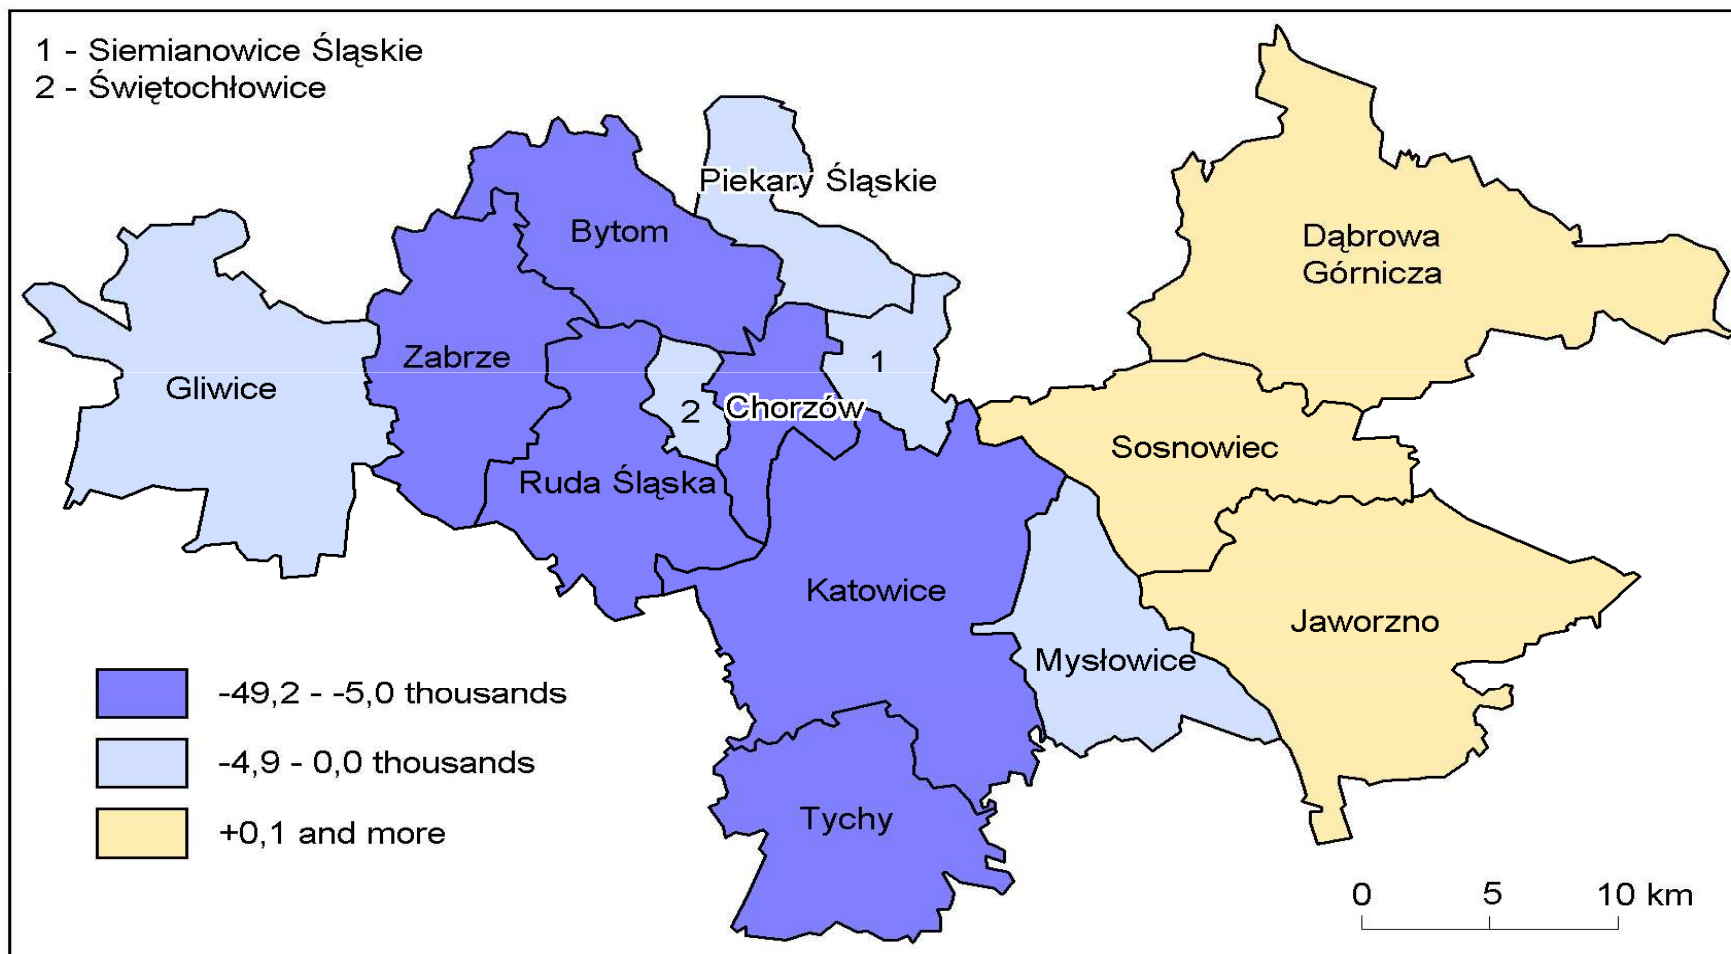 1 - Siemianowice Śląskie
2 - Świętochłowice
Piekary Śląskie
Bytom
Dąbrowa
Górnicza
Zabrze
1
Gliwice
2
Chorzów
Sosnowiec
Ruda Śląska
Katowice
Jaworzno
Mysłowice
-49,2 - -5,0 thousands
-4,9 - 0,0 thousands
Tychy
+0,1 and more
0 5 10 km